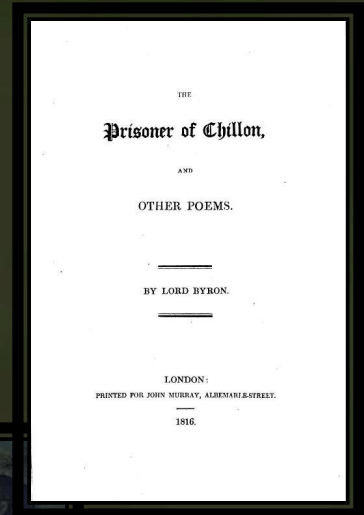 THE
Prisoner of Chillon,
AND
OTHER POEMS.
BY LORD BYRON.
LONDON:
PRINTED FOR JOHN MURRAY, ALBEMARLE-STREET.
1816.